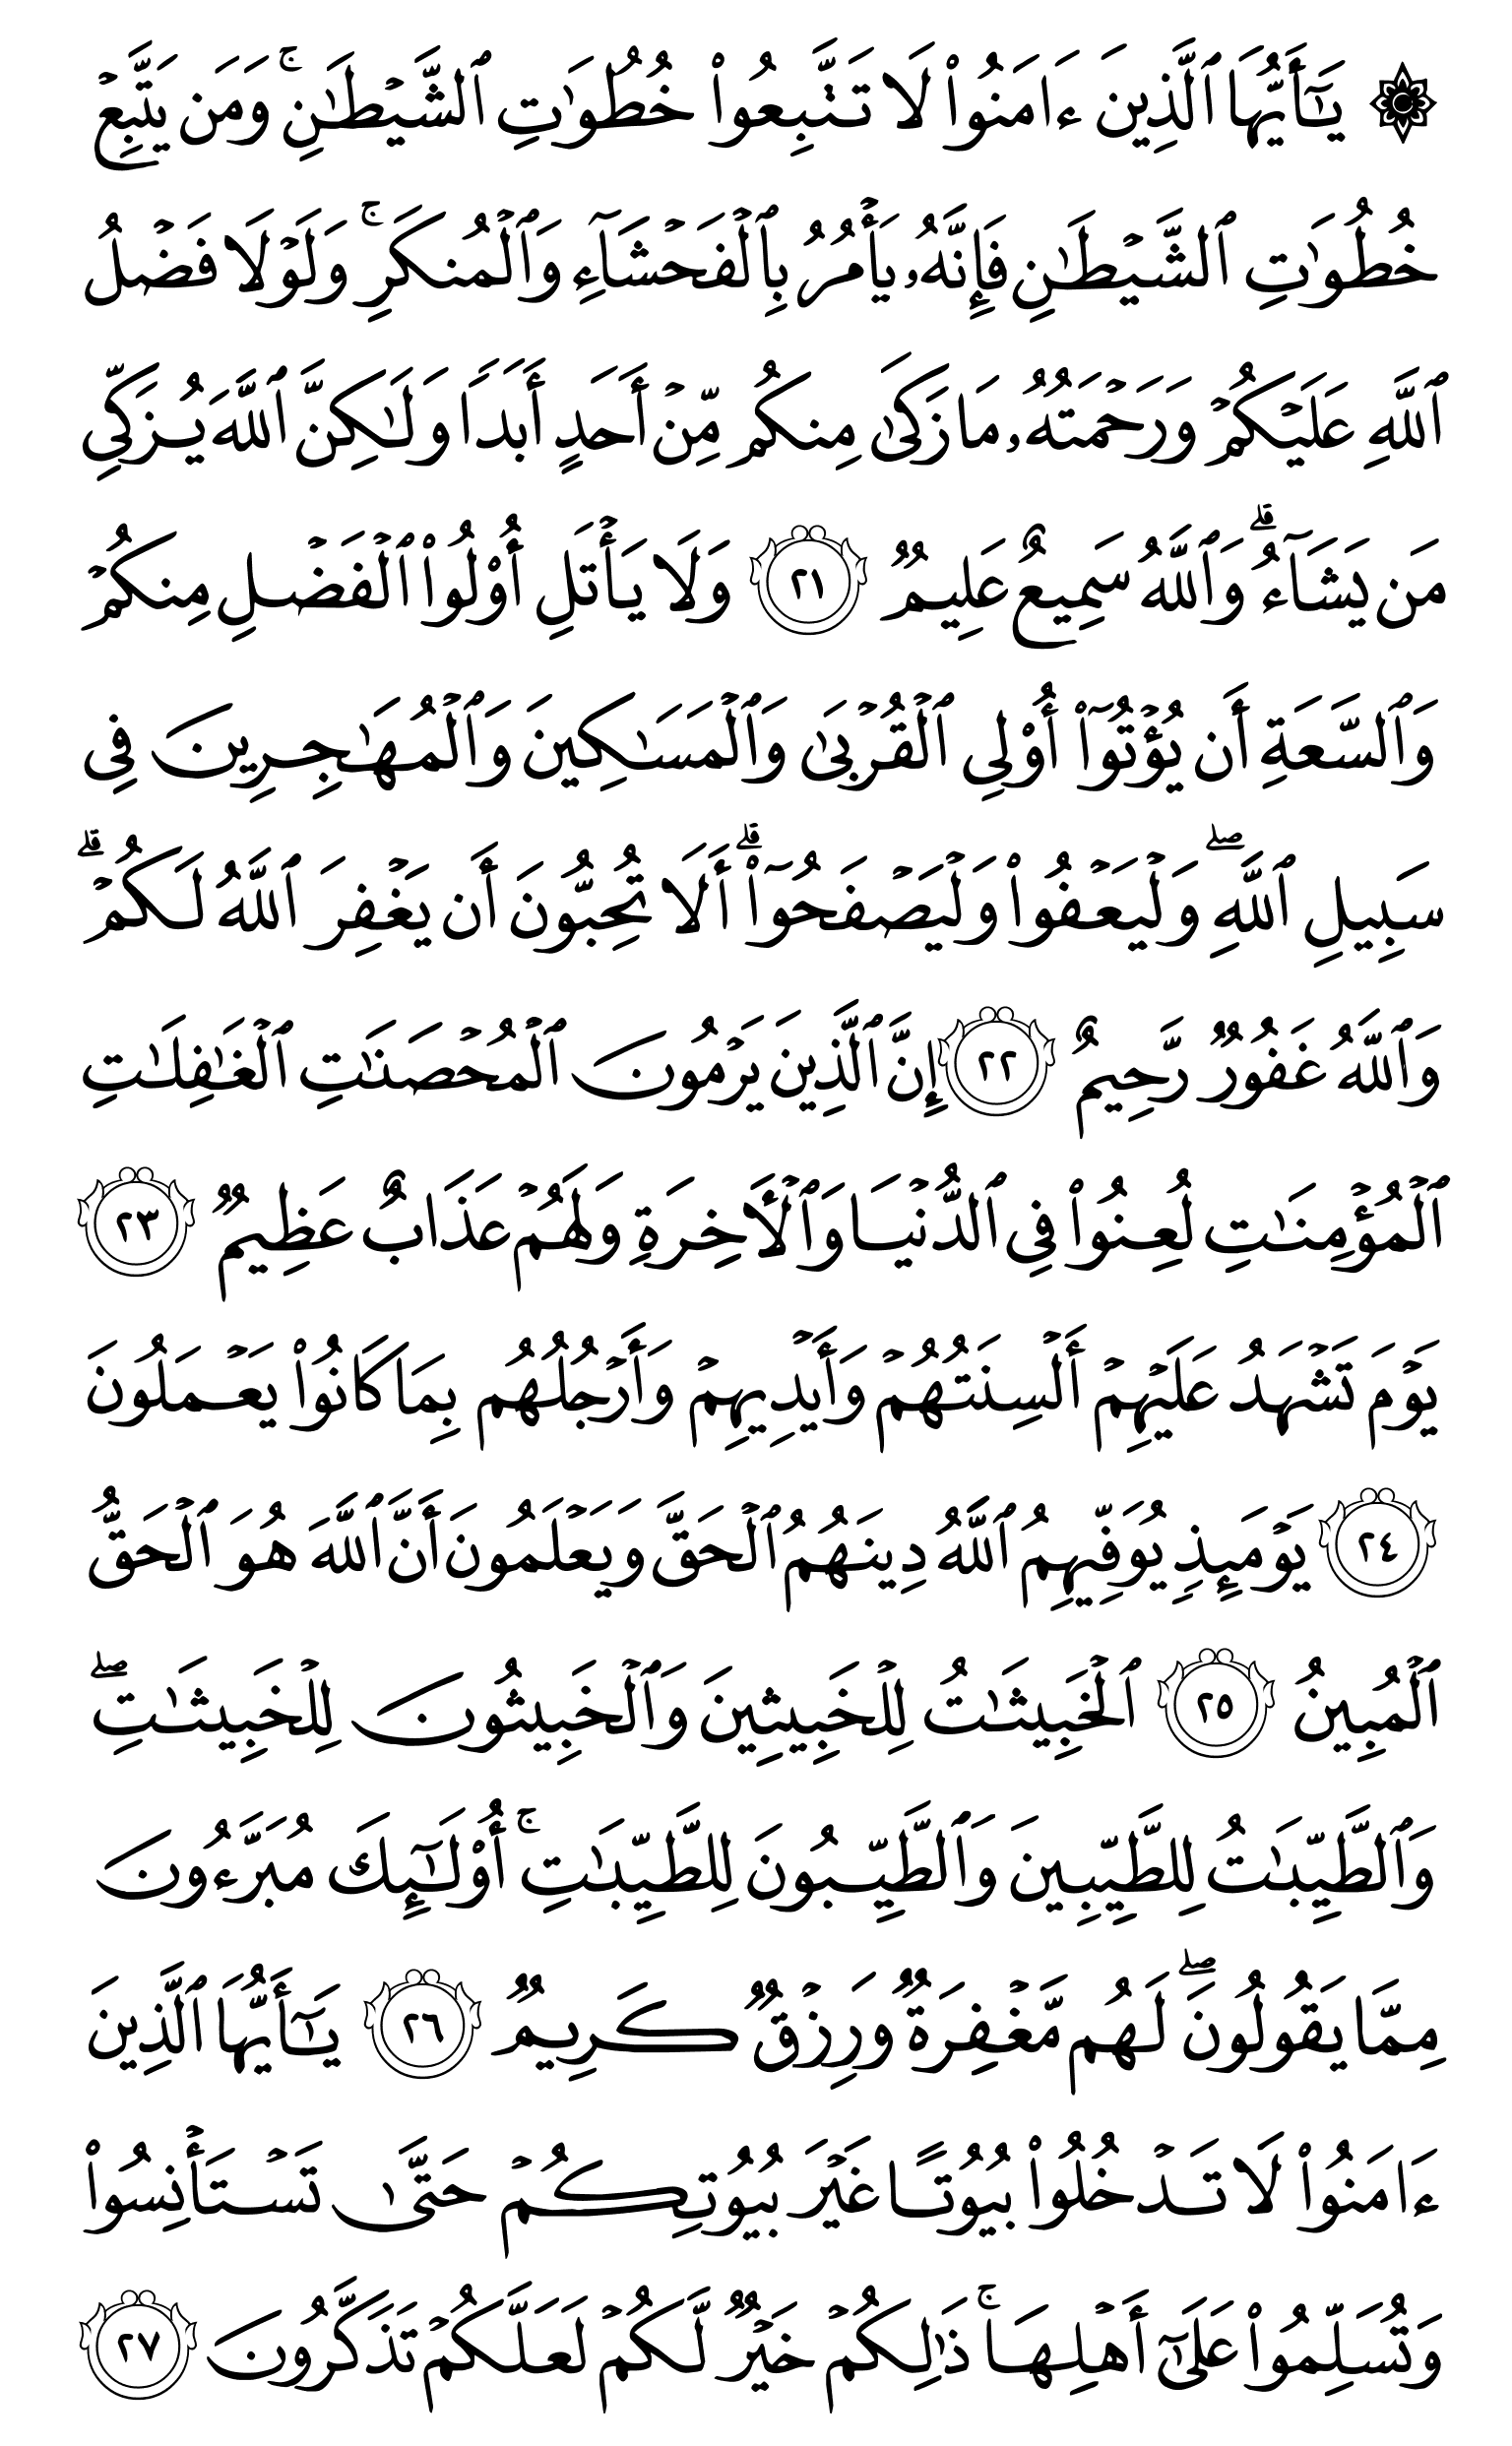 ۞ يَـٰٓأَيُّهَا ٱلَّذِينَ ءَامَنُوا۟ لَا تَتَّبِعُوا۟ خُطُوَٰتِ ٱلشَّيْطَـٰنِ ۚ وَمَن يَتَّبِعْ
خُطُوَٰتِ ٱلشَّيْطَـٰنِ فَإِنَّهُۥ يَأْمُرُ بِٱلْفَحْشَآءِ وَٱلْمُنكَرِ ۚ وَلَوْلَا فَضْلُ
ٱللَّهِ عَلَيْكُمْ وَرَحْمَتُهُۥ مَا زَكَىٰ مِنكُم مِّنْ أَحَدٍ أَبَدًا وَلَـٰكِنَّ ٱللَّهَ يُزَكِّى
مَن يَشَآءُ ۗ وَٱللَّهُ سَمِيعٌ عَلِيمٌ ٢١ وَلَا يَأْتَلِ أُو۟لُوا۟ ٱلْفَضْلِ مِنكُمْ
وَٱلسَّعَةِ أَن يُؤْتُوٓا۟ أُو۟لِى ٱلْقُرْبَىٰ وَٱلْمَسَـٰكِينَ وَٱلْمُهَـٰجِرِينَ فِى
سَبِيلِ ٱللَّهِ ۖ وَلْيَعْفُوا۟ وَلْيَصْفَحُوٓا۟ ۗ أَلَا تُحِبُّونَ أَن يَغْفِرَ ٱللَّهُ لَكُمْ ۗ
وَٱللَّهُ غَفُورٌ رَّحِيمٌ ٢٢ إِنَّ ٱلَّذِينَ يَرْمُونَ ٱلْمُحْصَنَـٰتِ ٱلْغَـٰفِلَـٰتِ
ٱلْمُؤْمِنَـٰتِ لُعِنُوا۟ فِى ٱلدُّنْيَا وَٱلْـَٔاخِرَةِ وَلَهُمْ عَذَابٌ عَظِيمٌ ٢٣
يَوْمَ تَشْهَدُ عَلَيْهِمْ أَلْسِنَتُهُمْ وَأَيْدِيهِمْ وَأَرْجُلُهُم بِمَا كَانُوا۟ يَعْمَلُونَ
٢٤ يَوْمَئِذٍ يُوَفِّيهِمُ ٱللَّهُ دِينَهُمُ ٱلْحَقَّ وَيَعْلَمُونَ أَنَّ ٱللَّهَ هُوَ ٱلْحَقُّ
ٱلْمُبِينُ ٢٥ ٱلْخَبِيثَـٰتُ لِلْخَبِيثِينَ وَٱلْخَبِيثُونَ لِلْخَبِيثَـٰتِ ۖ
وَٱلطَّيِّبَـٰتُ لِلطَّيِّبِينَ وَٱلطَّيِّبُونَ لِلطَّيِّبَـٰتِ ۚ أُو۟لَـٰٓئِكَ مُبَرَّءُونَ
مِمَّا يَقُولُونَ ۖ لَهُم مَّغْفِرَةٌ وَرِزْقٌ كَرِيمٌ ٢٦ يَـٰٓأَيُّهَا ٱلَّذِينَ
ءَامَنُوا۟ لَا تَدْخُلُوا۟ بُيُوتًا غَيْرَ بُيُوتِكُمْ حَتَّىٰ تَسْتَأْنِسُوا۟
وَتُسَلِّمُوا۟ عَلَىٰٓ أَهْلِهَا ۚ ذَٰلِكُمْ خَيْرٌ لَّكُمْ لَعَلَّكُمْ تَذَكَّرُونَ ٢٧